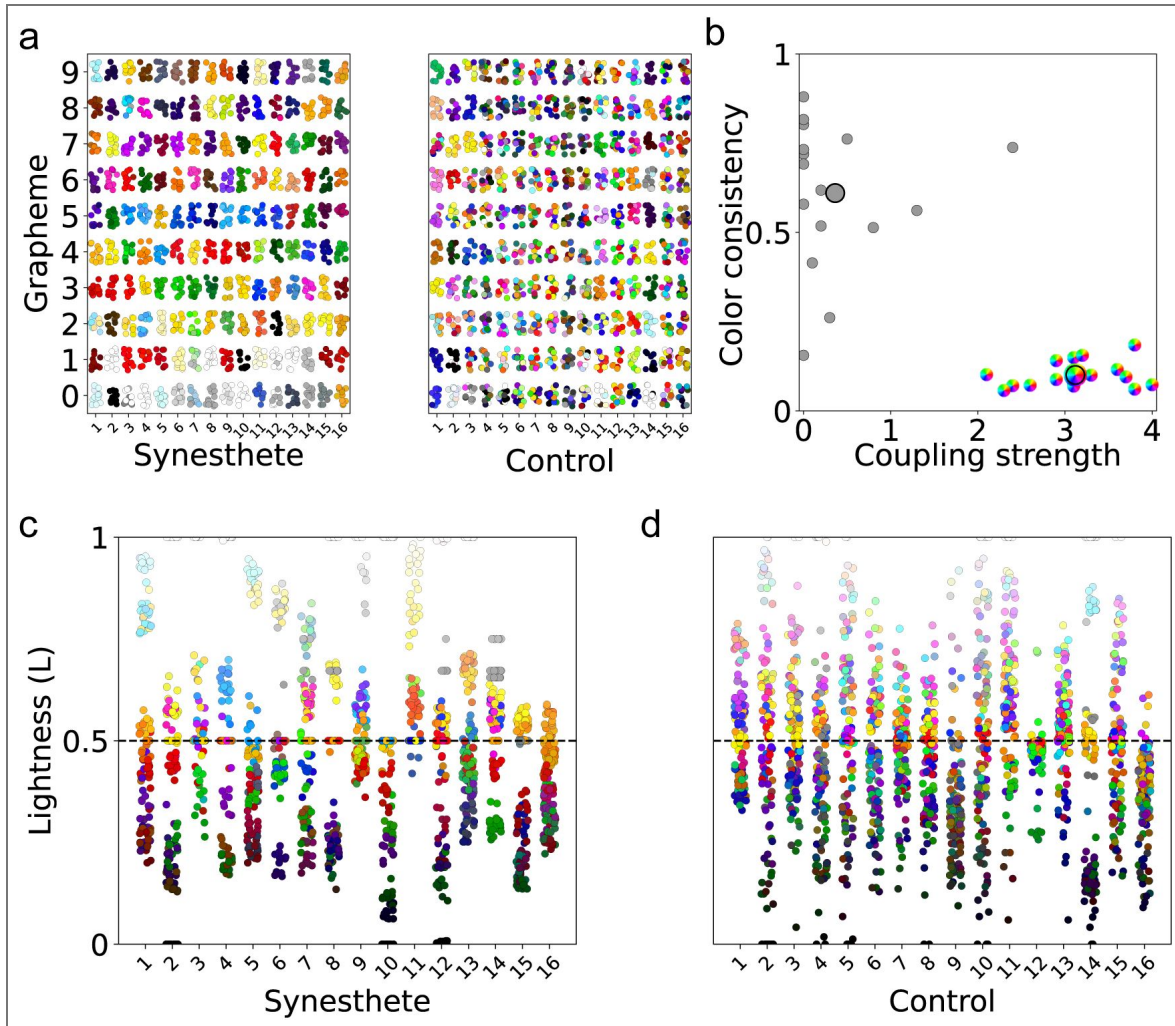 a
Grapheme
9
8
7
6
5
4
3
2
1
0
1 2 3 4 5 6 7 8 9 10 11 12 13 14 15 16
Synesthete
1 2 3 4 5 6 7 8 9 10 11 12 13 14 15 16
Control
b
Color consistency
1
0.5
0
0 1 2 3 4
Coupling strength
c
Lightness (L)
1
0.5
0
1 2 3 4 5 6 7 8 9 10 11 12 13 14 15 16
Synesthete
d
1 2 3 4 5 6 7 8 9 10 11 12 13 14 15 16
Control